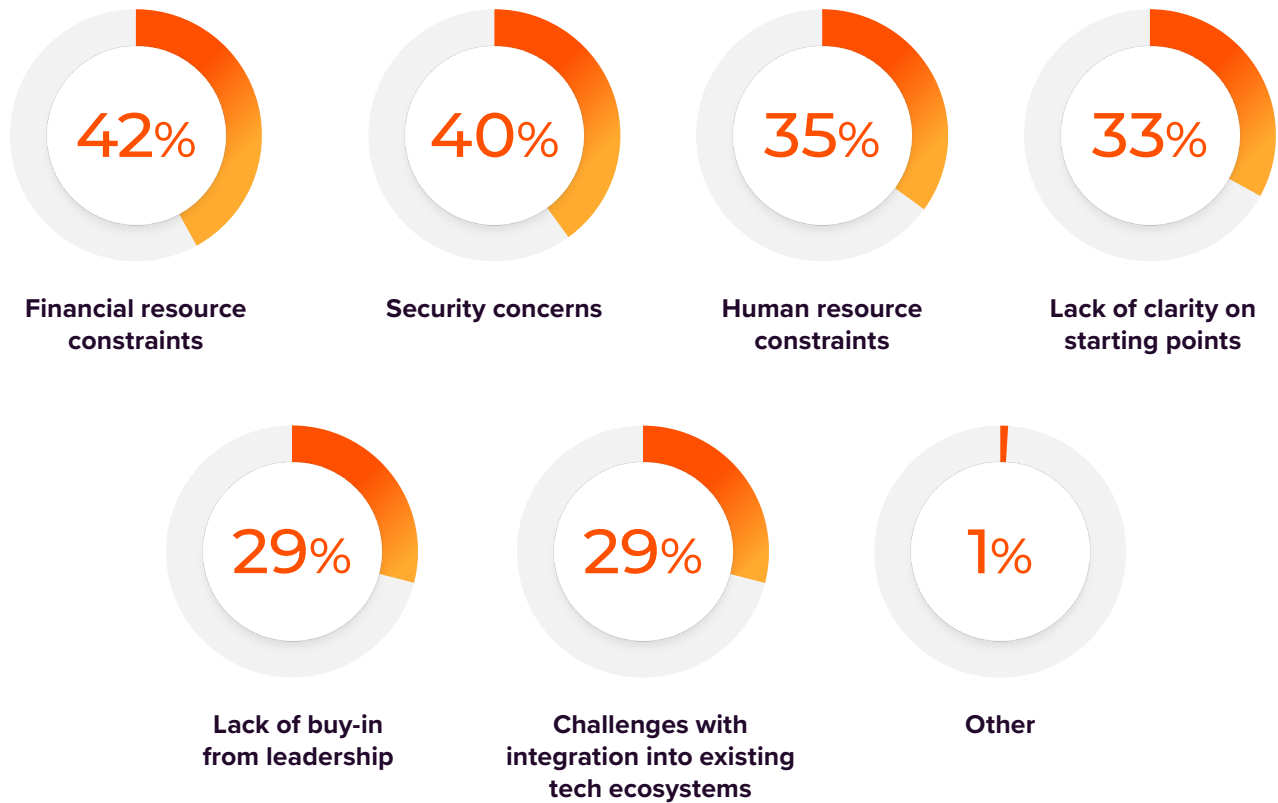 42%
40%
35%
33%
Financial resource
constraints
Security concerns
Human resource
constraints
Lack of clarity on
starting points
29%
29%
1%
Lack of buy-in
from leadership
Challenges with
integration into existing
tech ecosystems
Other